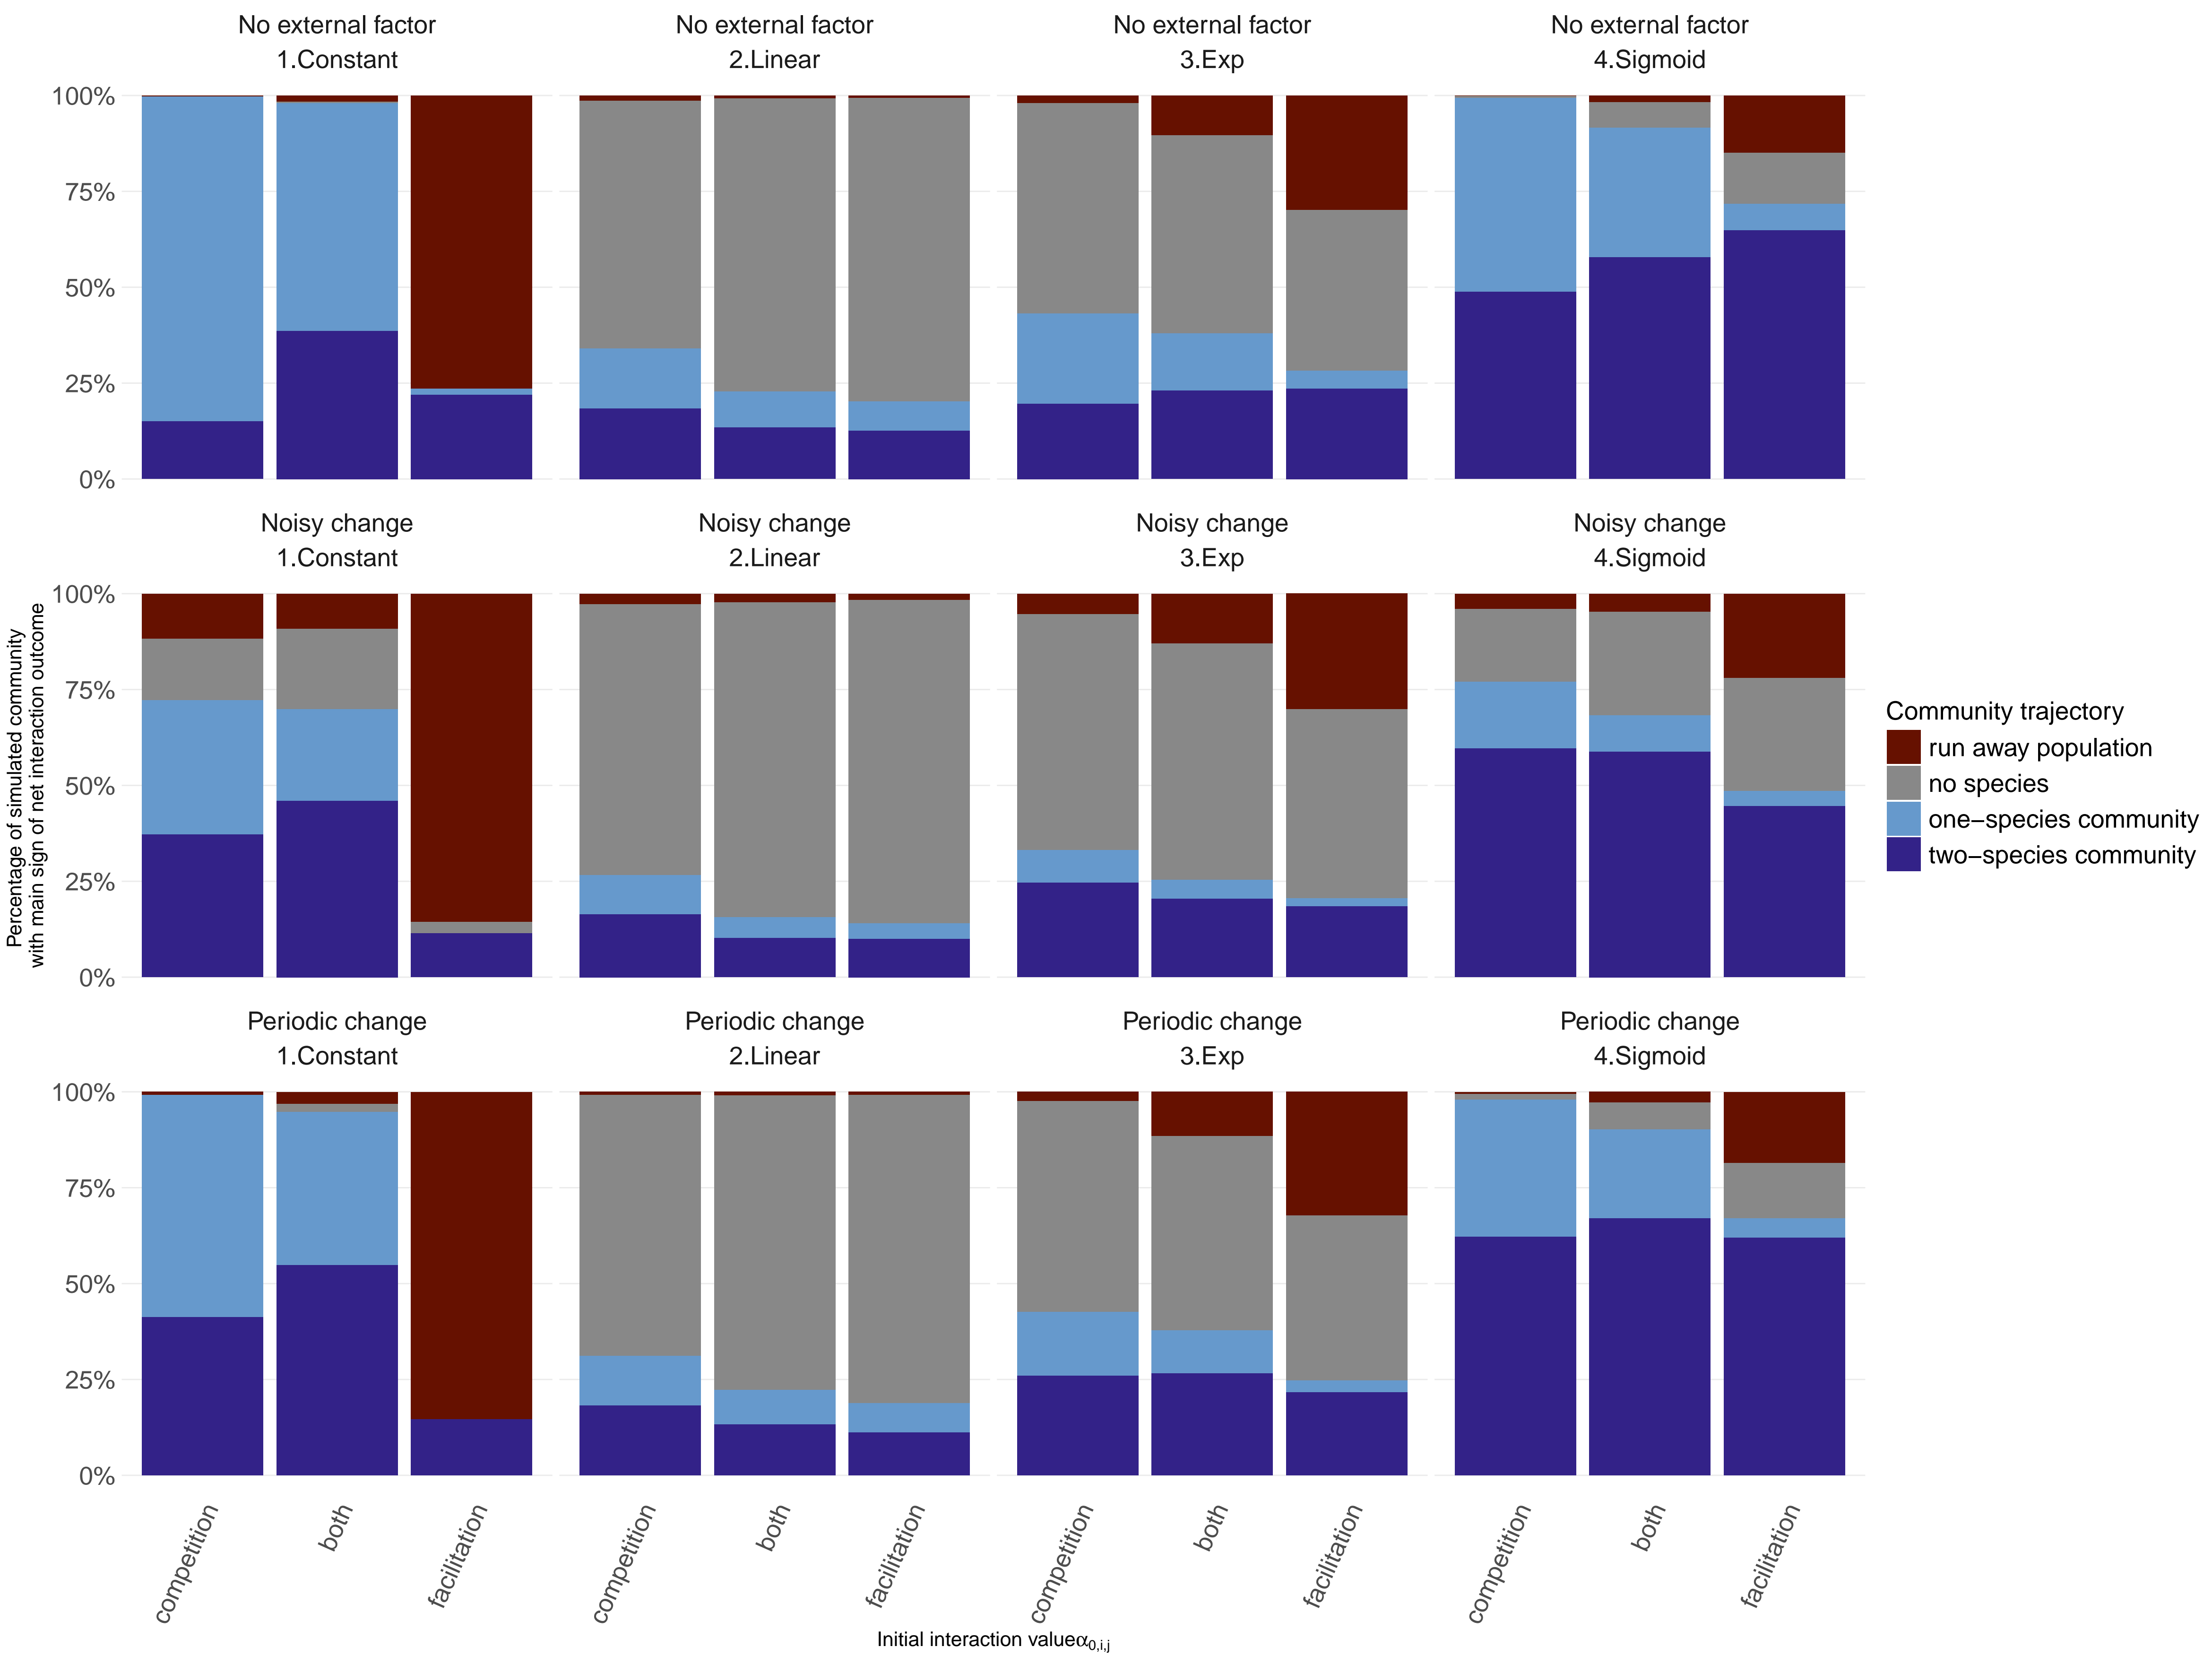 No external factor
1.Constant
No external factor
2.Linear
No external factor
3.Exp
No external factor
4.Sigmoid
100%
75%
50%
25%
0%
Noisy change
1.Constant
Noisy change
2.Linear
Noisy change
3.Exp
Noisy change
4.Sigmoid
100%
75%
50%
25%
0%
Periodic change
1.Constant
Periodic change
2.Linear
Periodic change
3.Exp
Periodic change
4.Sigmoid
100%
75%
50%
25%
0%
competition
both
facilitation
competition
both
facilitation
competition
both
facilitation
competition
both
facilitation
Initial interaction valueα0,i,j
Percentage of simulated community
with main sign of net interaction outcome
Community trajectory
run away population
no species
one−species community
two−species community